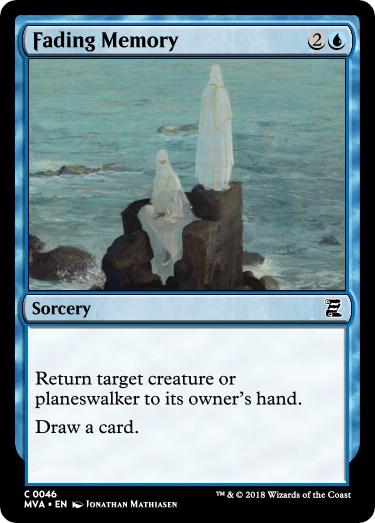 Fading Memory 2
Sorcery
Return target creature or
planeswalker to its owner's hand.
Draw a card.
C 0046
MVA • EN Jonathan Mathiasen
™ & © 2018 Wizards of the Coast